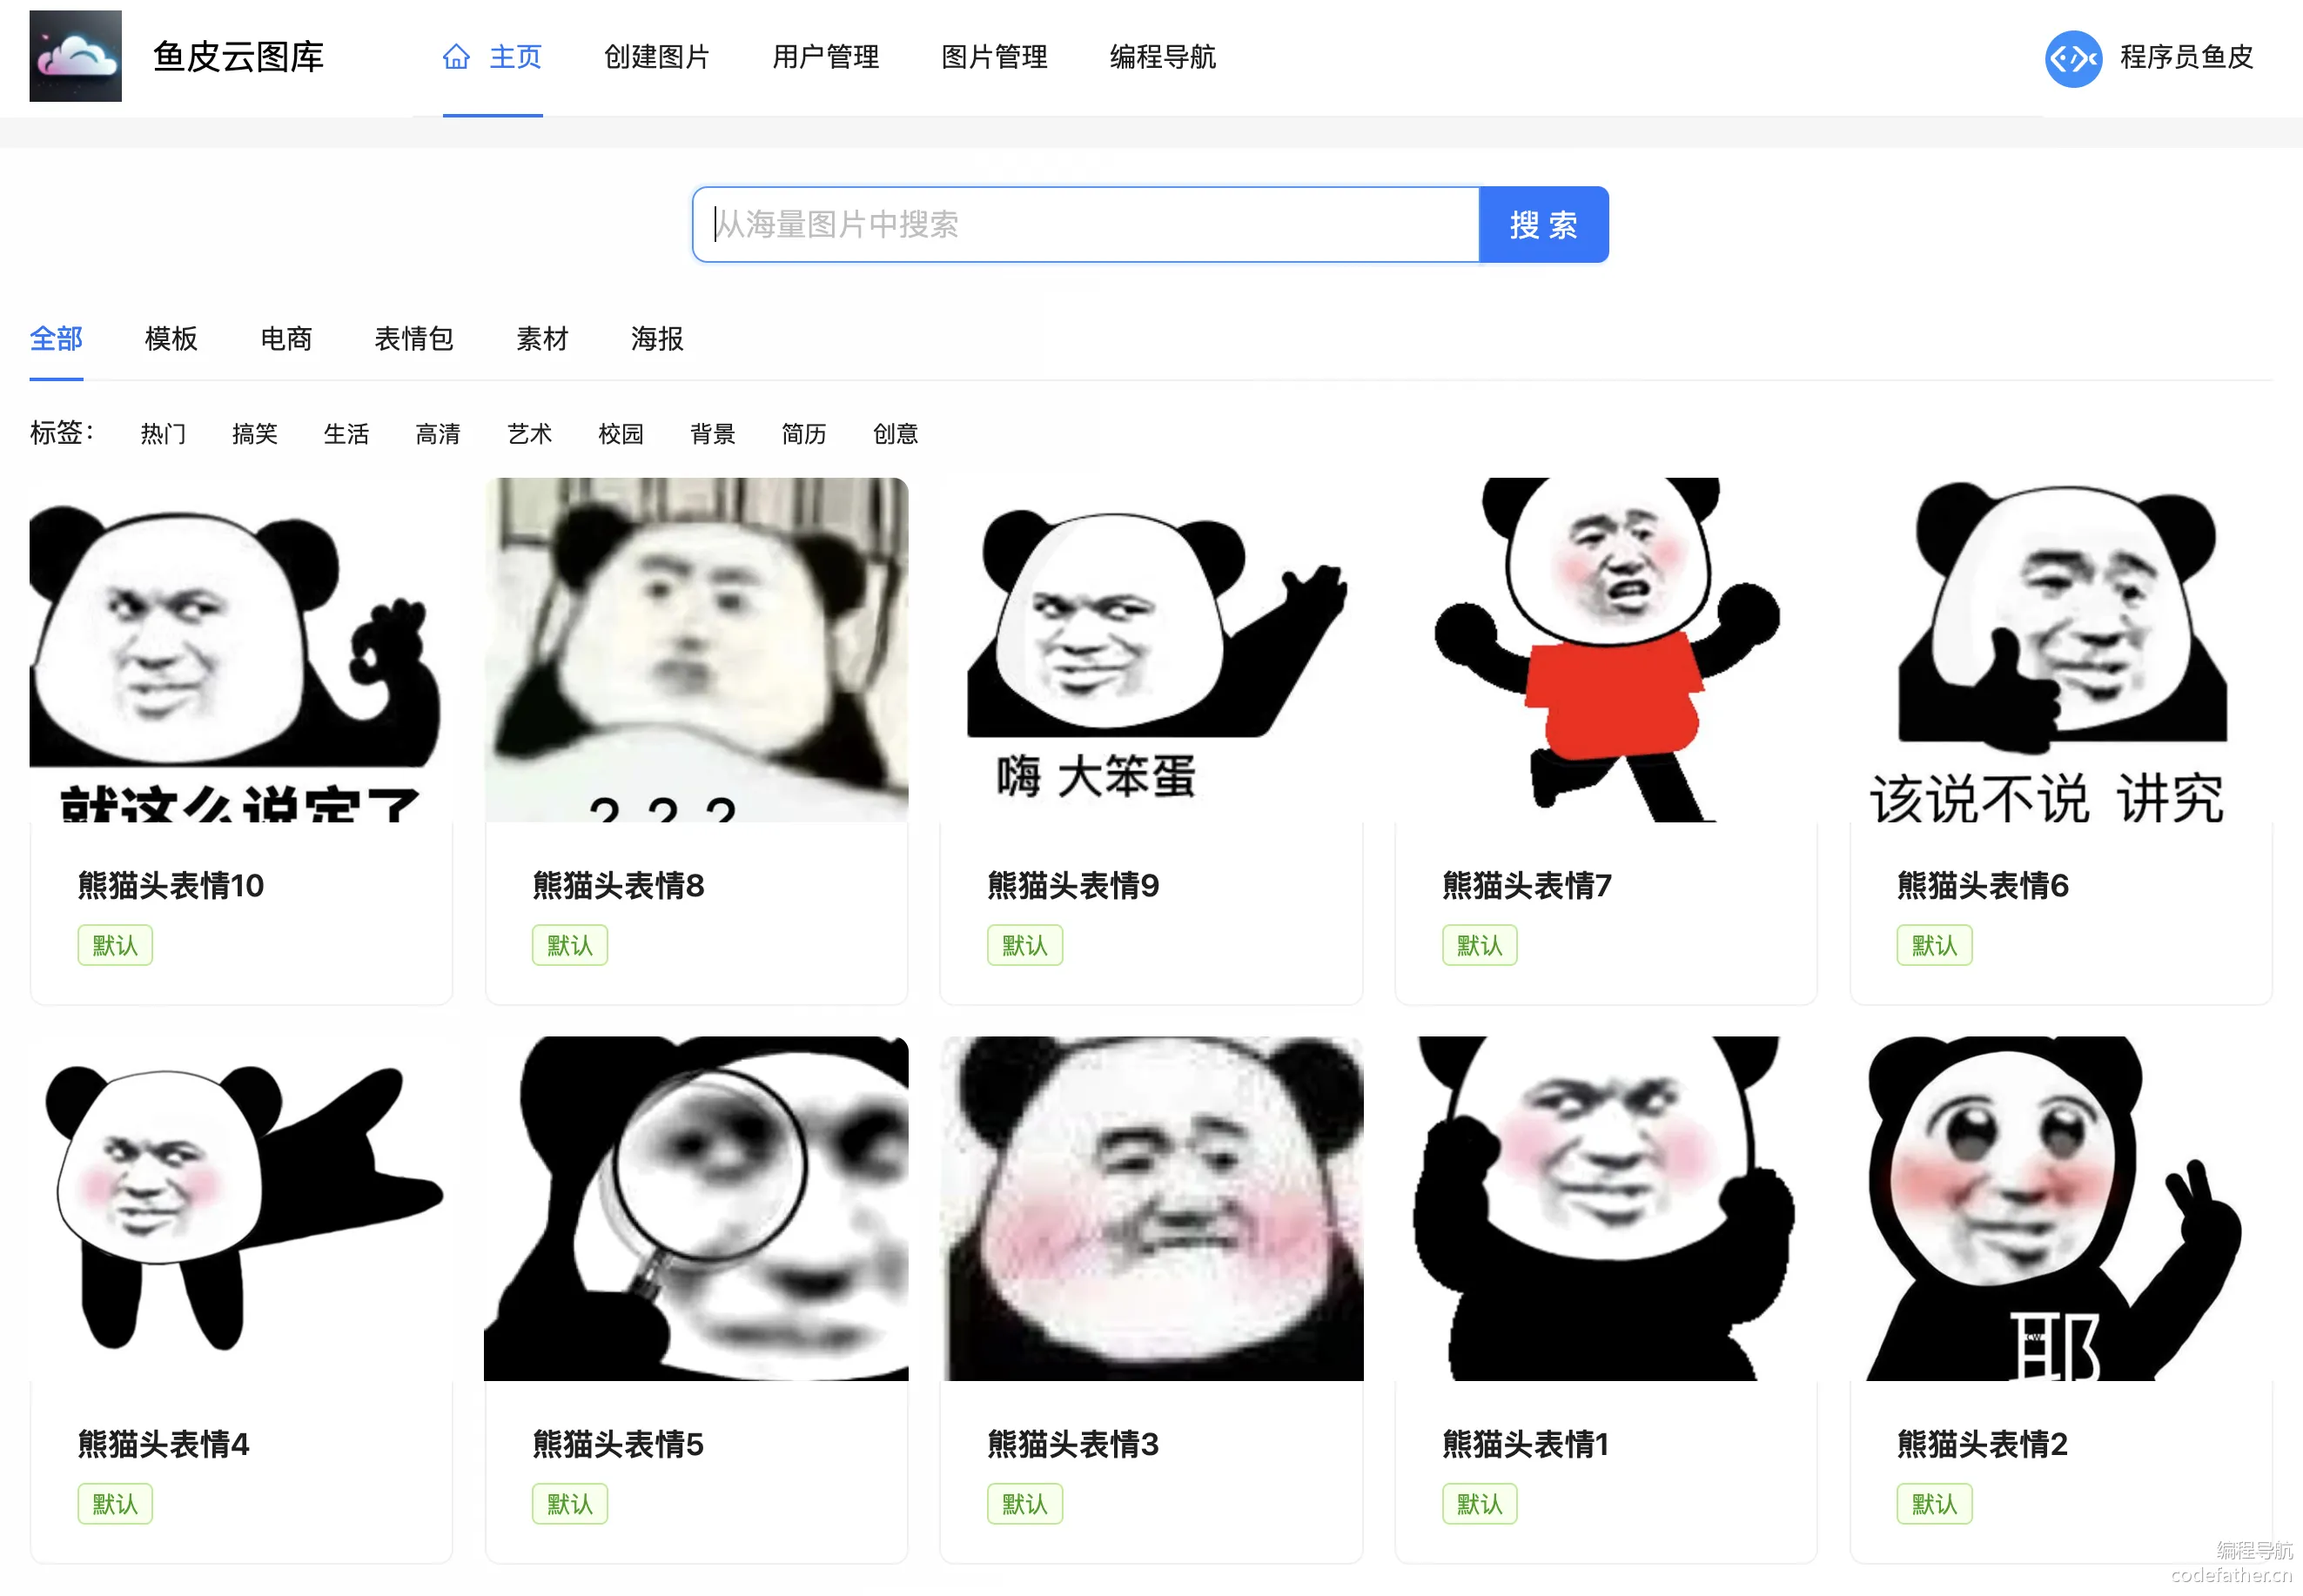 鱼皮云图库 主页 创建图片 用户管理 图片管理 编程导航 程序员鱼皮
从海量图片中搜索 搜索
全部 模板 电商 表情包 素材 海报
标签: 热门 搞笑 生活 高清 艺术 校园 背景 简历 创意
嗨 大笨蛋
就这么说定了 ? ? ? 该说不说 讲究
熊猫头表情10 熊猫头表情8 熊猫头表情9 熊猫头表情7 熊猫头表情6
默认 默认 默认 默认 默认
耶
熊猫头表情4 熊猫头表情5 熊猫头表情3 熊猫头表情1 熊猫头表情2
默认 默认 默认 默认 默认
编程导航
codefather.cn